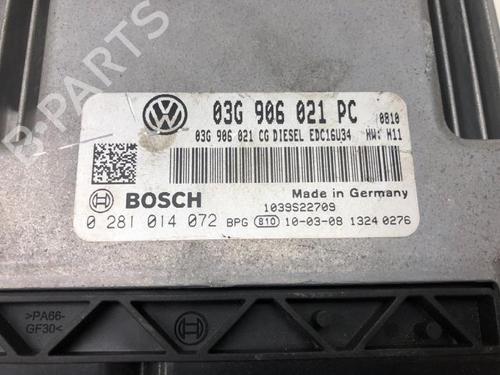 03G 906 021 PC 0810
03G 906 021 CG DIESEL EDC16U34 HW: H11
Made in Germany
BOSCH 1039S22709
0 281 014 072 BPG 810 10-03-08 1324 0276
>PA66-
GF30<
B-PARTS